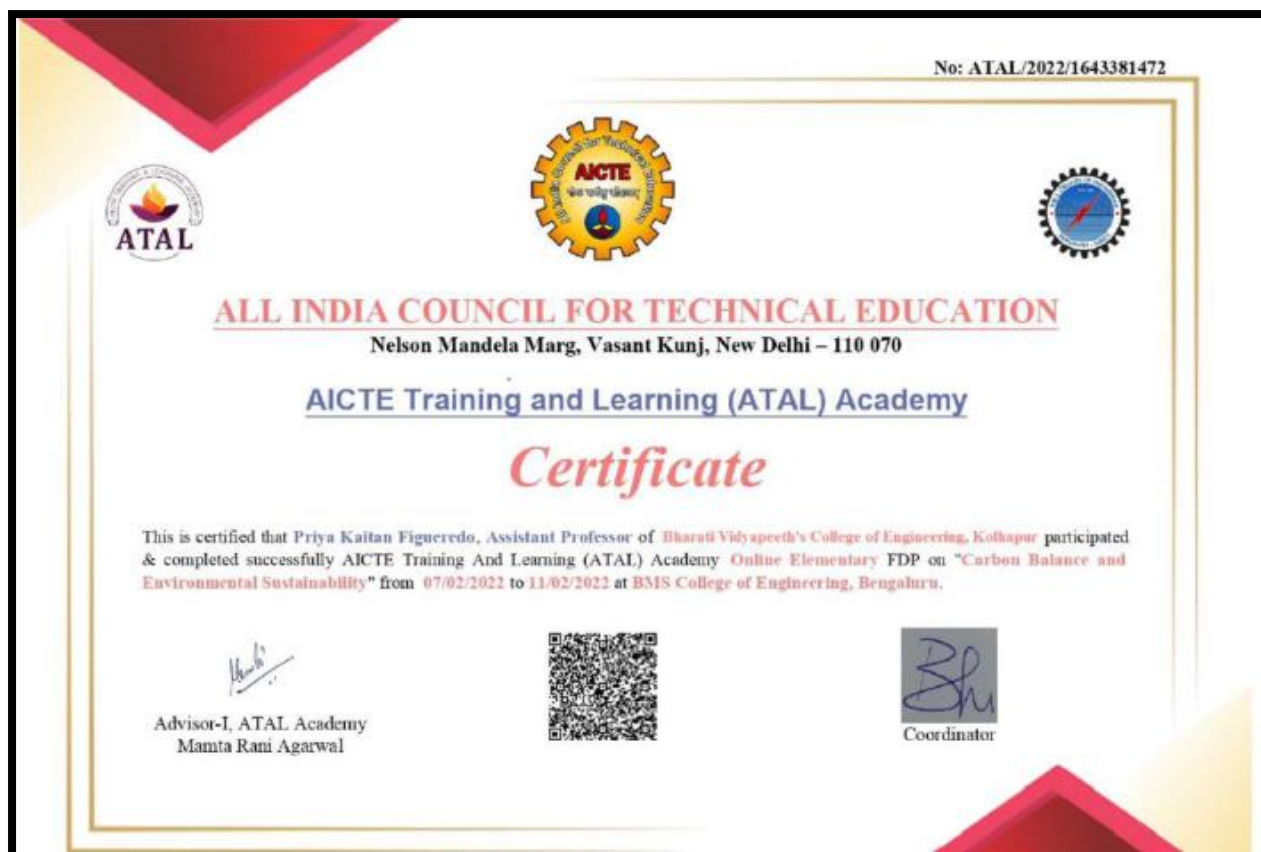 No: ATAL/2022/1643381472
AICTE
ATAL
ALL INDIA COUNCIL FOR TECHNICAL EDUCATION
Nelson Mandela Marg, Vasant Kunj, New Delhi – 110 070
AICTE Training and Learning (ATAL) Academy
Certificate
This is certified that Priya Kaitan Figueredo, Assistant Professor of Bharati Vidyapeeth's College of Engineering, Kolhapur participated
& completed successfully AICTE Training And Learning (ATAL) Academy Online Elementary FDP on "Carbon Balance and
Environmental Sustainability" from 07/02/2022 to 11/02/2022 at BMS College of Engineering, Bengaluru.
Advisor-I, ATAL Academy
Mamta Rani Agarwal
Coordinator